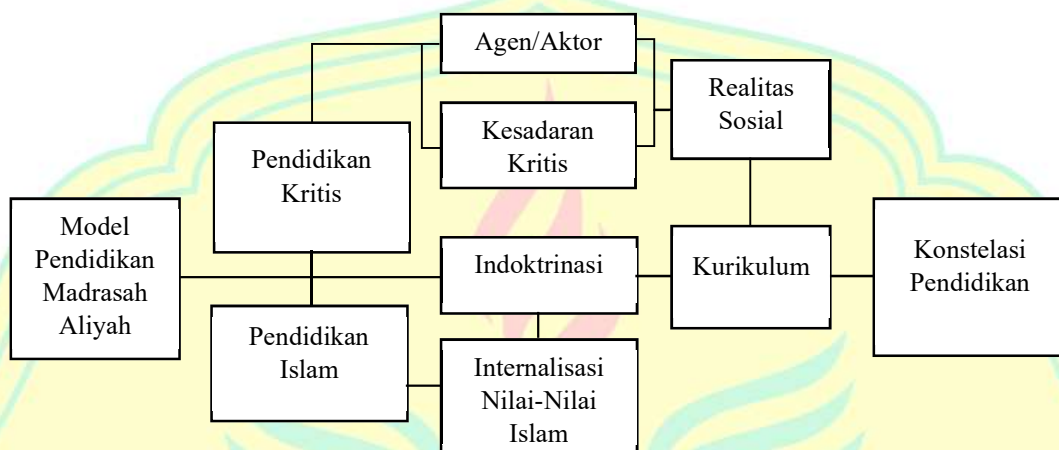 Agen/Aktor
Realitas
Sosial
Kesadaran
Kritis
Pendidikan
Kritis
Model
Pendidikan
Madrasah
Aliyah
Indoktrinasi
Kurikulum
Konstelasi
Pendidikan
Pendidikan
Islam
Internalisasi
Nilai-Nilai
Islam